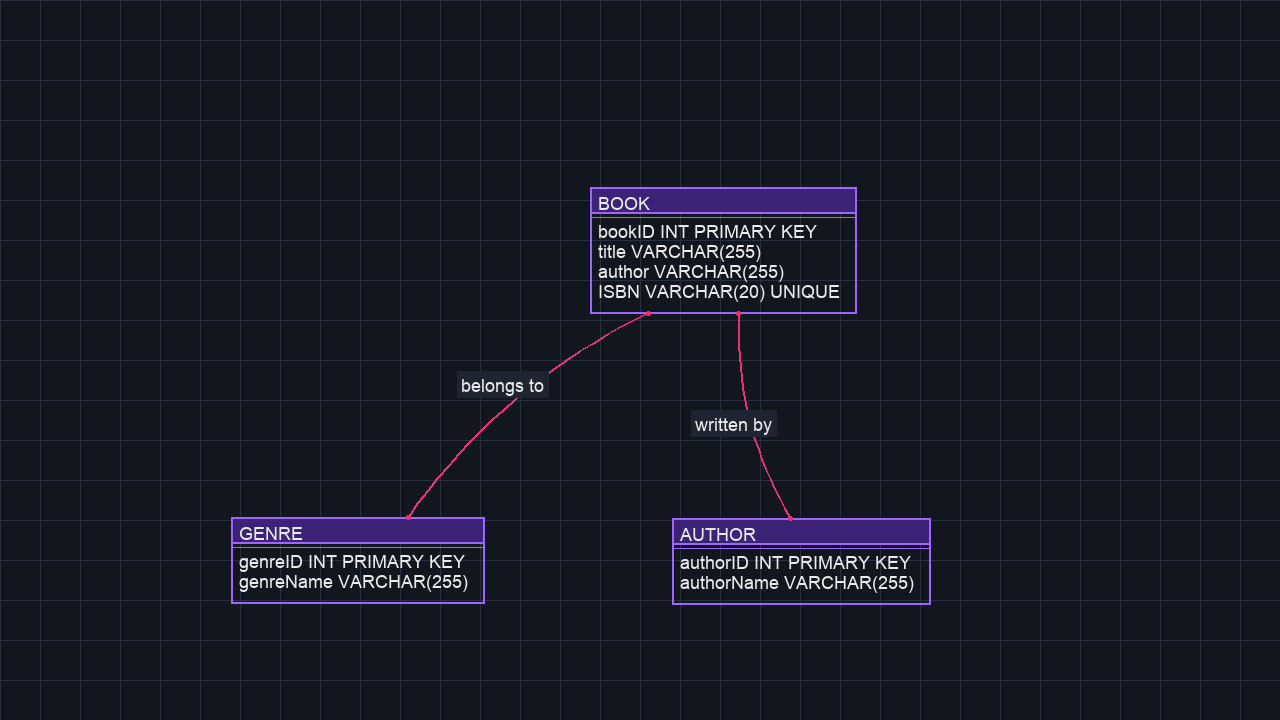 BOOK
bookID INT PRIMARY KEY
title VARCHAR(255)
author VARCHAR(255)
ISBN VARCHAR(20) UNIQUE
belongs to
written by
GENRE
genreID INT PRIMARY KEY
genreName VARCHAR(255)
AUTHOR
authorID INT PRIMARY KEY
authorName VARCHAR(255)